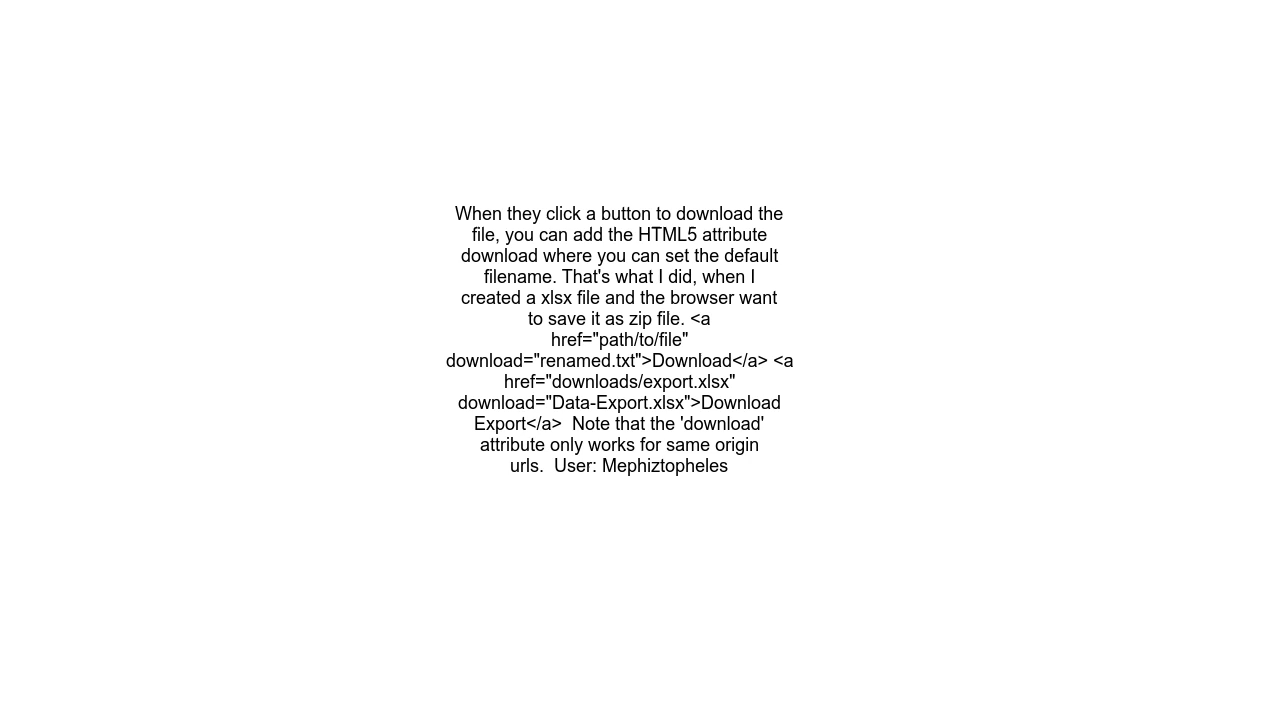 When they click a button to download the
file, you can add the HTML5 attribute
download where you can set the default
filename. That's what I did, when I
created a xlsx file and the browser want
to save it as zip file. <a
href="path/to/file"
download="renamed.txt">Download</a> <a
href="downloads/export.xlsx"
download="Data-Export.xlsx">Download
Export</a>  Note that the 'download'
attribute only works for same origin
urls.  User: Mephiztopheles